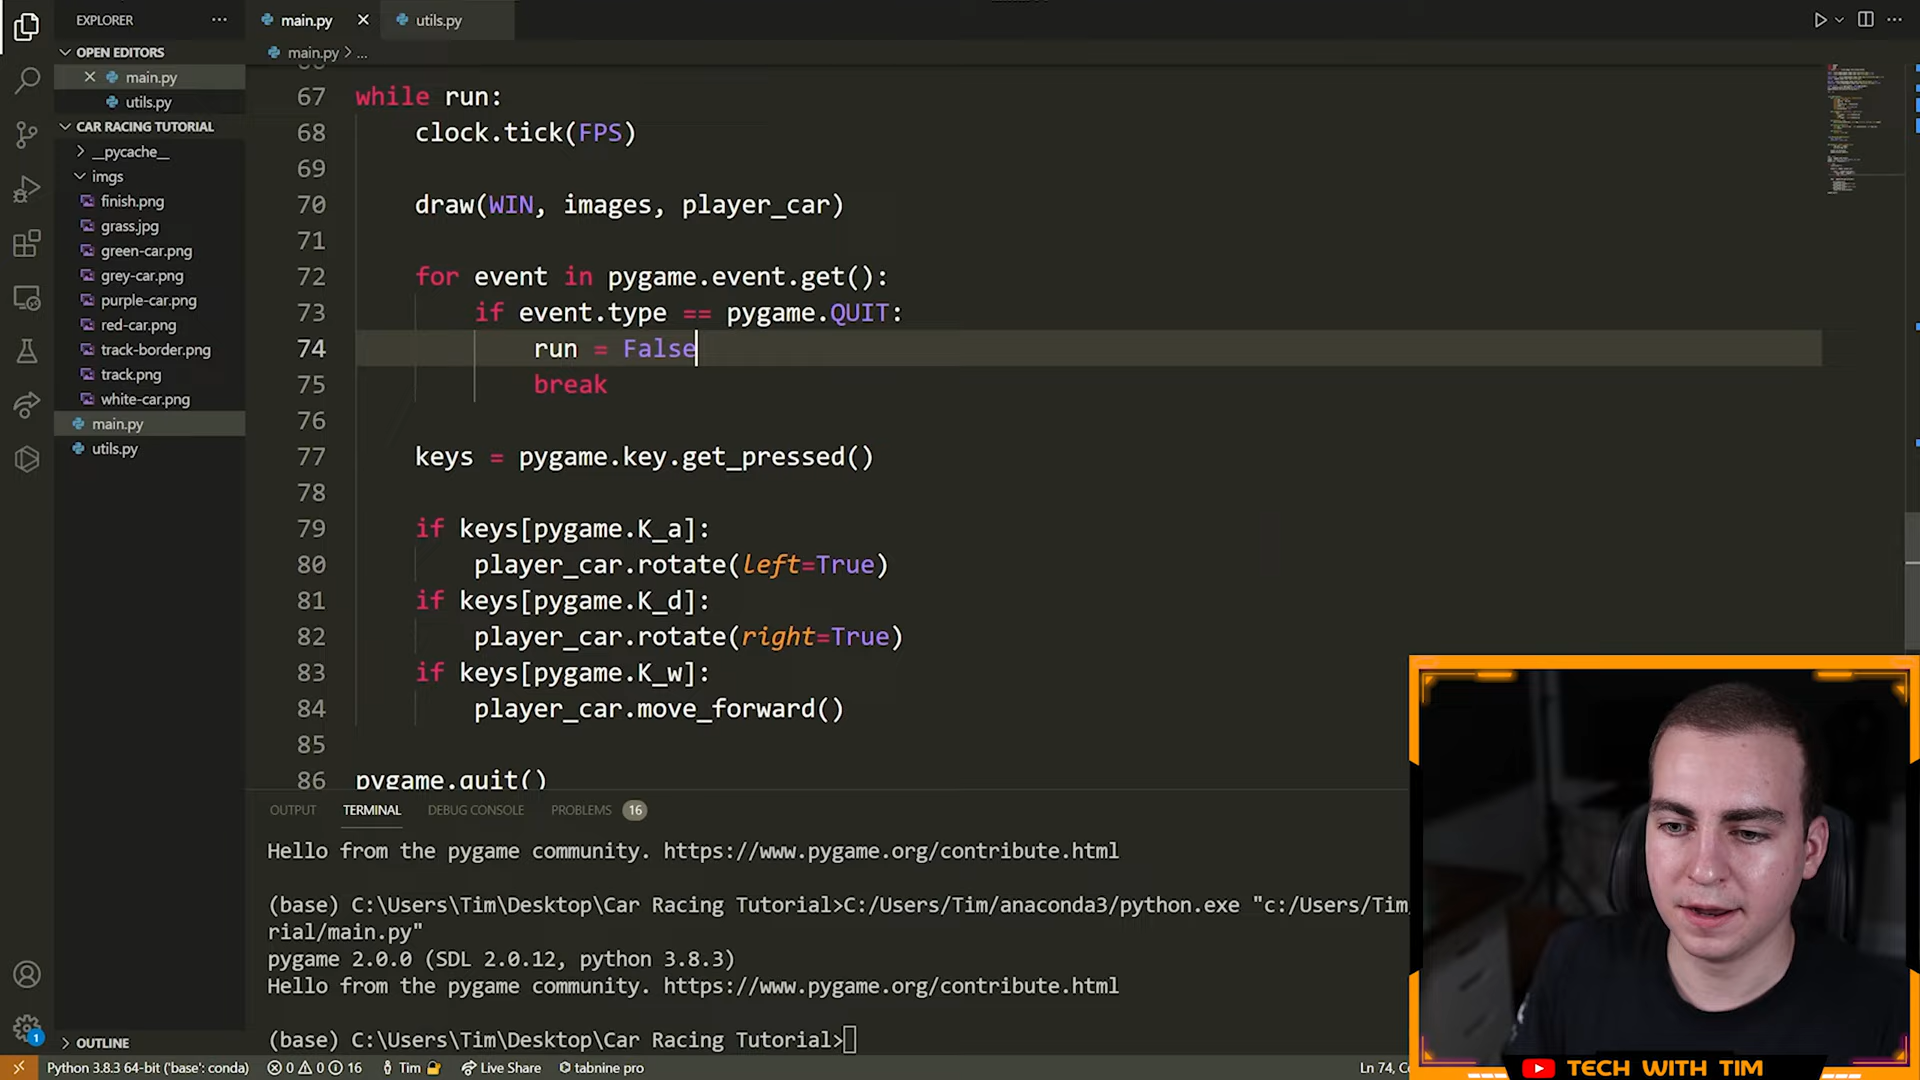 EXPLORER
main.py
utils.py
OPEN EDITORS
main.py
utils.py
CAR RACING TUTORIAL
__pycache__
imgs
finish.png
grass.jpg
green-car.png
grey-car.png
purple-car.png
red-car.png
track-border.png
track.png
white-car.png
main.py
utils.py
OUTLINE
main.py > ...
67 while run:
68 clock.tick(FPS)
69
70 draw(WIN, images, player_car)
71
72 for event in pygame.event.get():
73 if event.type == pygame.QUIT:
74 run = False
75 break
76
77 keys = pygame.key.get_pressed()
78
79 if keys[pygame.K_a]:
80 player_car.rotate(left=True)
81 if keys[pygame.K_d]:
82 player_car.rotate(right=True)
83 if keys[pygame.K_w]:
84 player_car.move_forward()
85
86 pygame.quit()
OUTPUT TERMINAL DEBUG CONSOLE PROBLEMS 16
Hello from the pygame community. https://www.pygame.org/contribute.html
(base) C:\Users\Tim\Desktop\Car Racing Tutorial>C:/Users/Tim/anaconda3/python.exe "c:/Users/Tim
rial/main.py"
pygame 2.0.0 (SDL 2.0.12, python 3.8.3)
Hello from the pygame community. https://www.pygame.org/contribute.html
(base) C:\Users\Tim\Desktop\Car Racing Tutorial>
1
Python 3.8.3 64-bit ('base': conda) 0 0 16 Tim Live Share tabnine pro Ln 74,
TECH WITH TIM